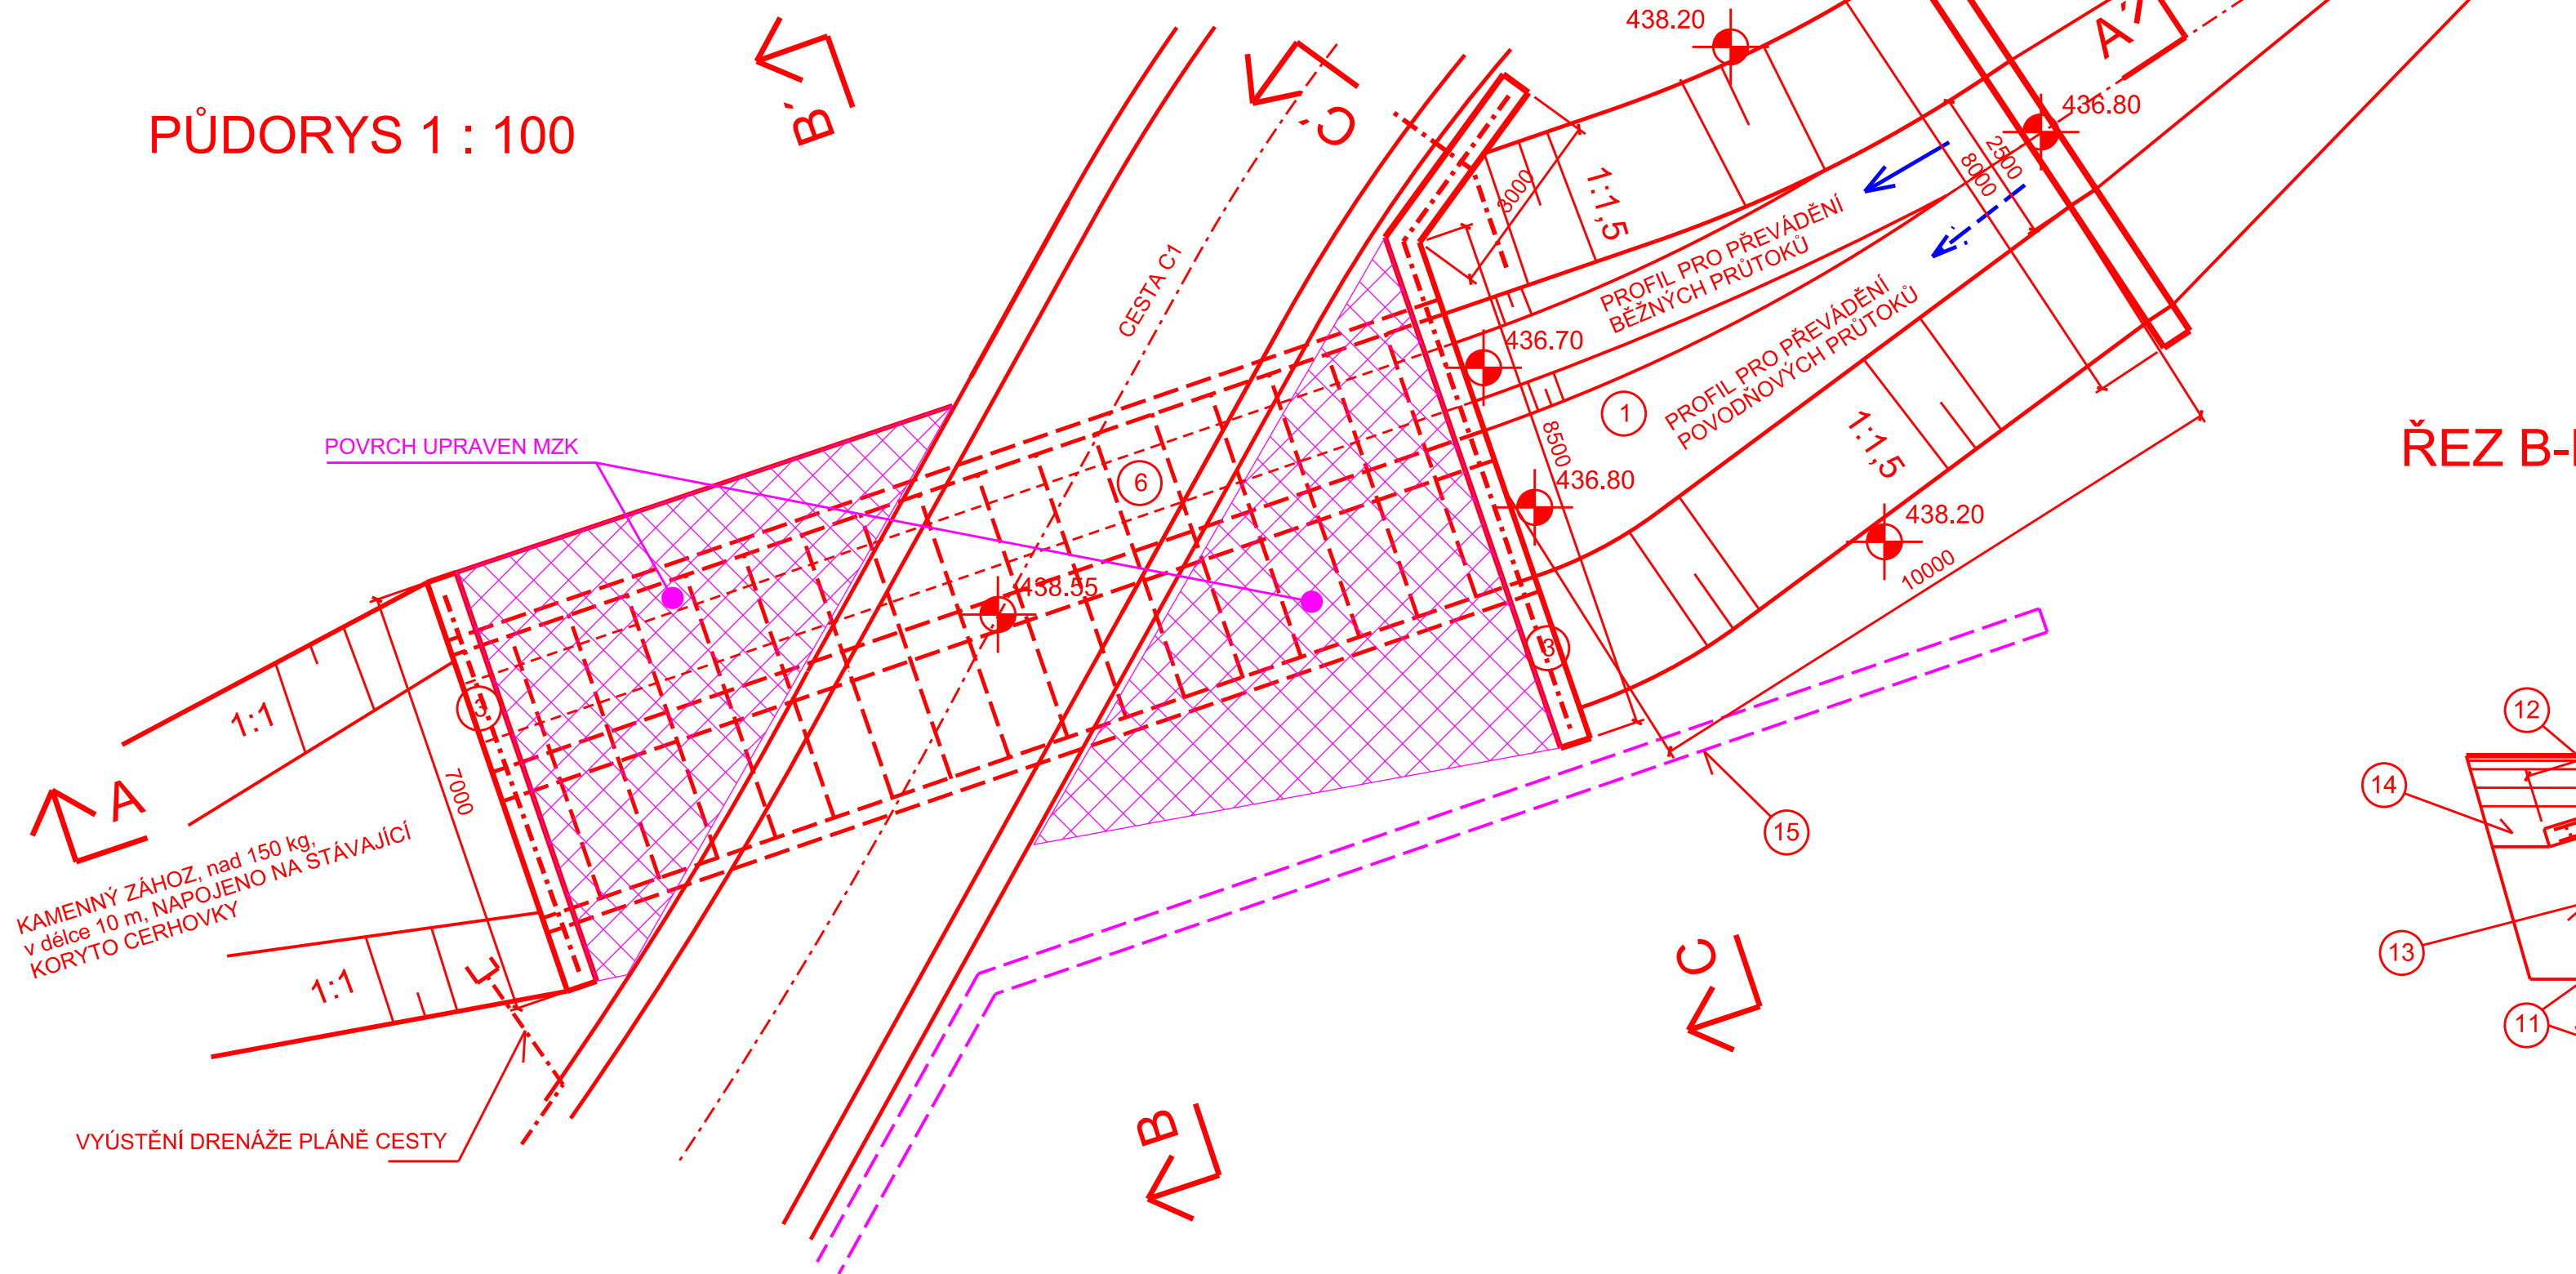 PŮDORYS 1 : 100
B´
C´
A´
438.20
436.80
2500
8000
3000
1:1,5
CESTA C1
PROFIL PRO PŘEVÁDĚNÍ
BĚŽNÝCH PRŮTOKŮ
PROFIL PRO PŘEVÁDĚNÍ
POVODŇOVÝCH PRŮTOKŮ
436.70
1
8500
1:1,5
POVRCH UPRAVEN MZK
ŘEZ B-
6
436.80
438.20
10000
438.55
3
3
1:1
A
7000
12
14
15
13
11
KAMENNÝ ZÁHOZ, nad 150 kg,
v délce 10 m, NAPOJENO NA STÁVAJÍCÍ
KORYTO CERHOVKY
1:1
C
B
VYÚSTĚNÍ DRENÁŽE PLÁNĚ CESTY